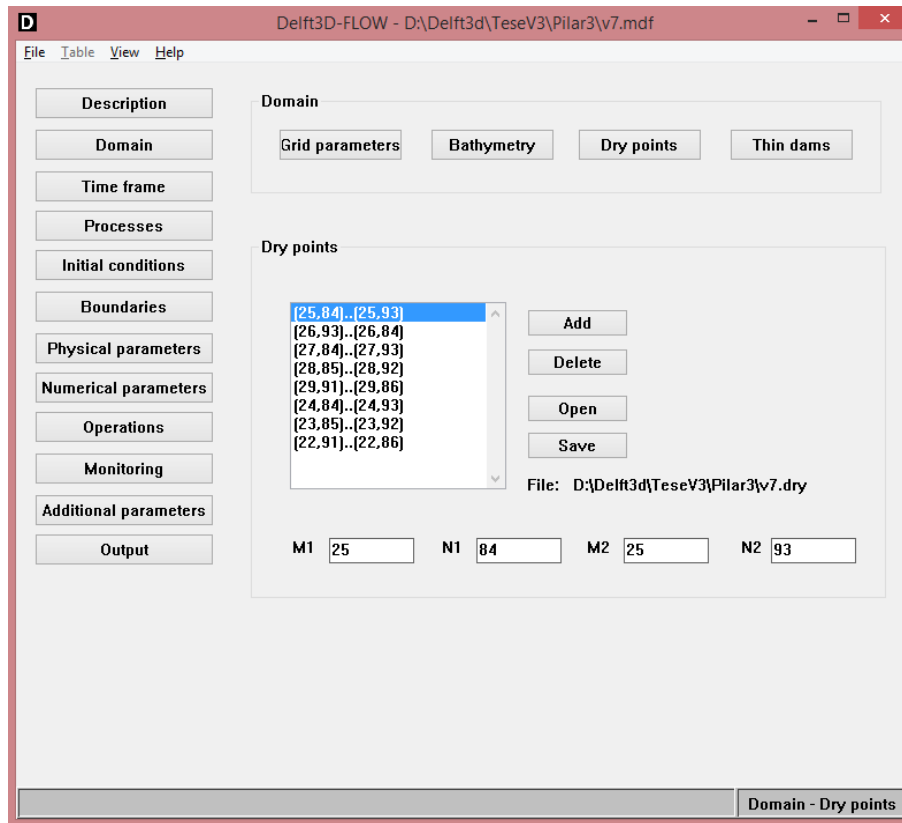 D Delft3D-FLOW - D:\Delft3d\TeseV3\Pilar3\v7.mdf
File Table View Help
Description
Domain
Time frame
Processes
Initial conditions
Boundaries
Physical parameters
Numerical parameters
Operations
Monitoring
Additional parameters
Output
Domain
Grid parameters Bathymetry Dry points Thin dams
Dry points
(25,84)..(25,93)
(26,93)..(26,84)
(27,84)..(27,93)
(28,85)..(28,92)
(29,91)..(29,86)
(24,84)..(24,93)
(23,85)..(23,92)
(22,91)..(22,86)
Add
Delete
Open
Save
File: D:\Delft3d\TeseV3\Pilar3\v7.dry
M1 25 N1 84 M2 25 N2 93
Domain - Dry points